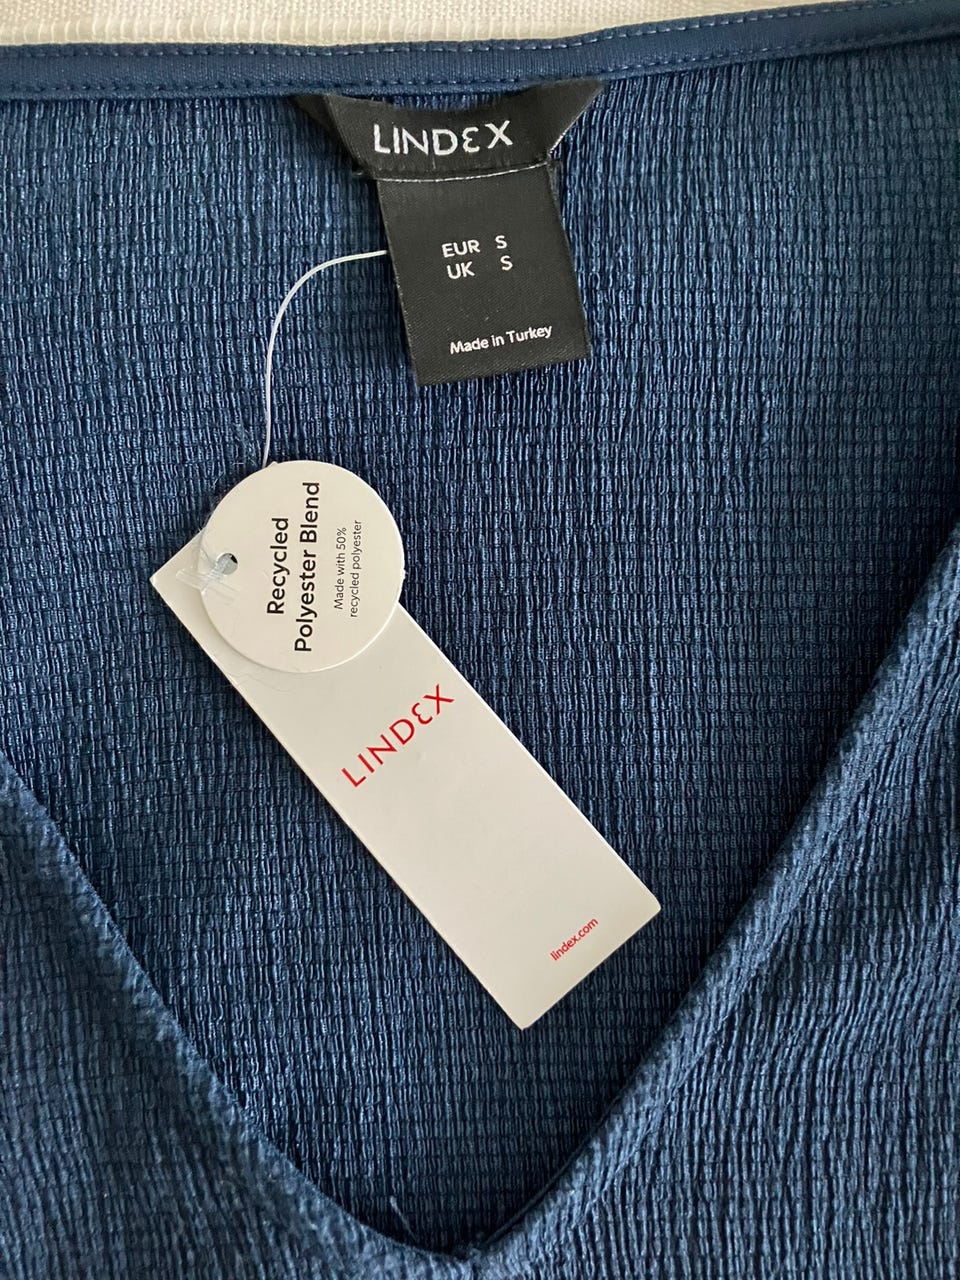 LINDEX
EUR S
UK S
Made in Turkey
Recycled
Polyester Blend
Made with 50%
recycled polyester
LINDEX
lindex.com